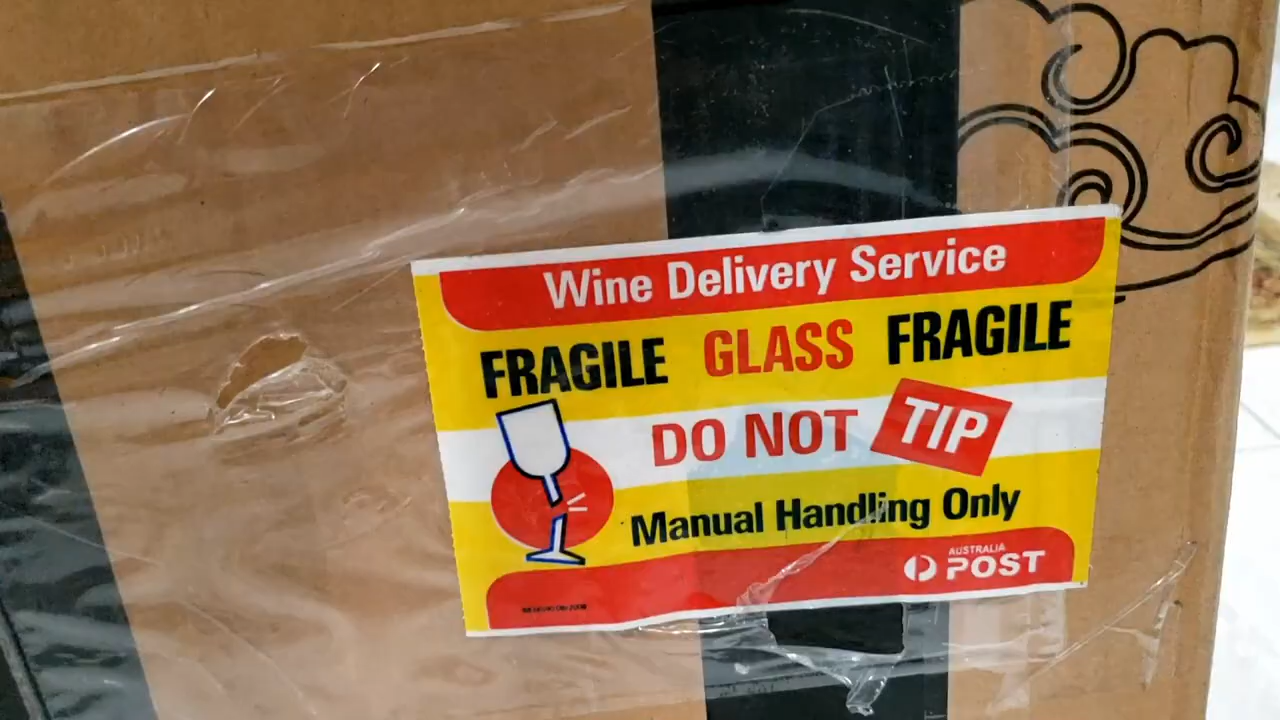 Wine Delivery Service
FRAGILE GLASS FRAGILE
DO NOT TIP
Manual Handling Only
AUSTRALIA
POST